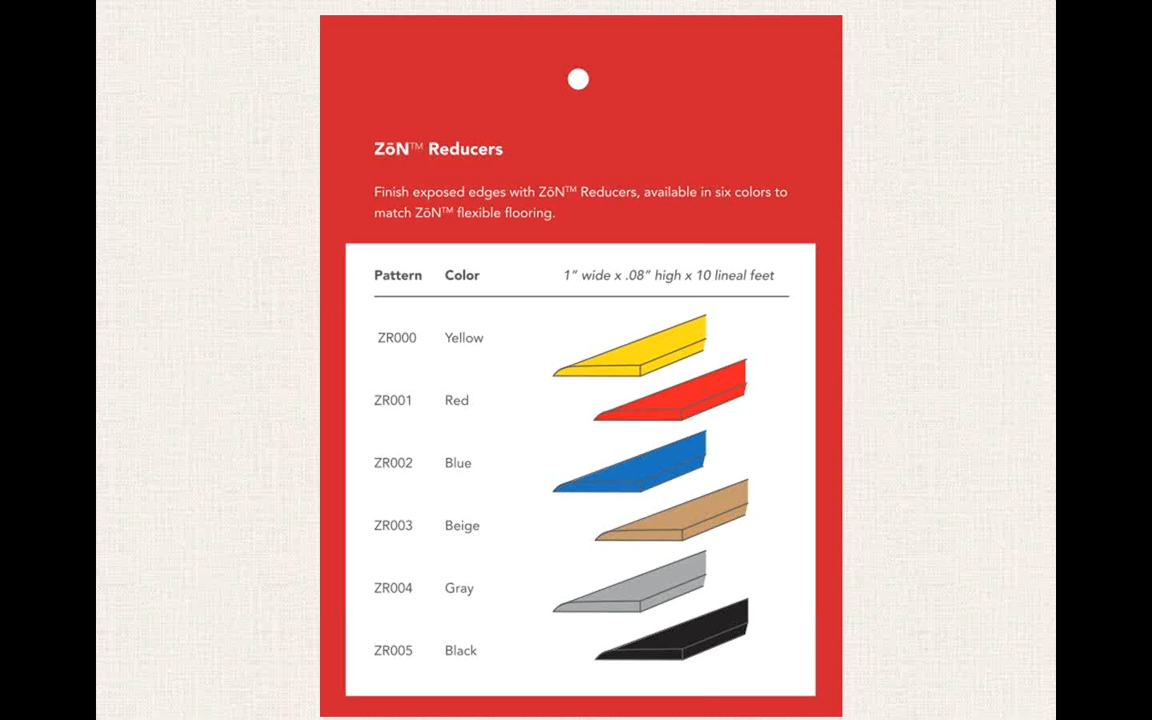 ZōN™ Reducers
Finish exposed edges with ZōN™ Reducers, available in six colors to
match ZōN™ flexible flooring.
Pattern Color 1” wide x .08” high x 10 lineal feet
ZR000 Yellow
ZR001 Red
ZR002 Blue
ZR003 Beige
ZR004 Gray
ZR005 Black